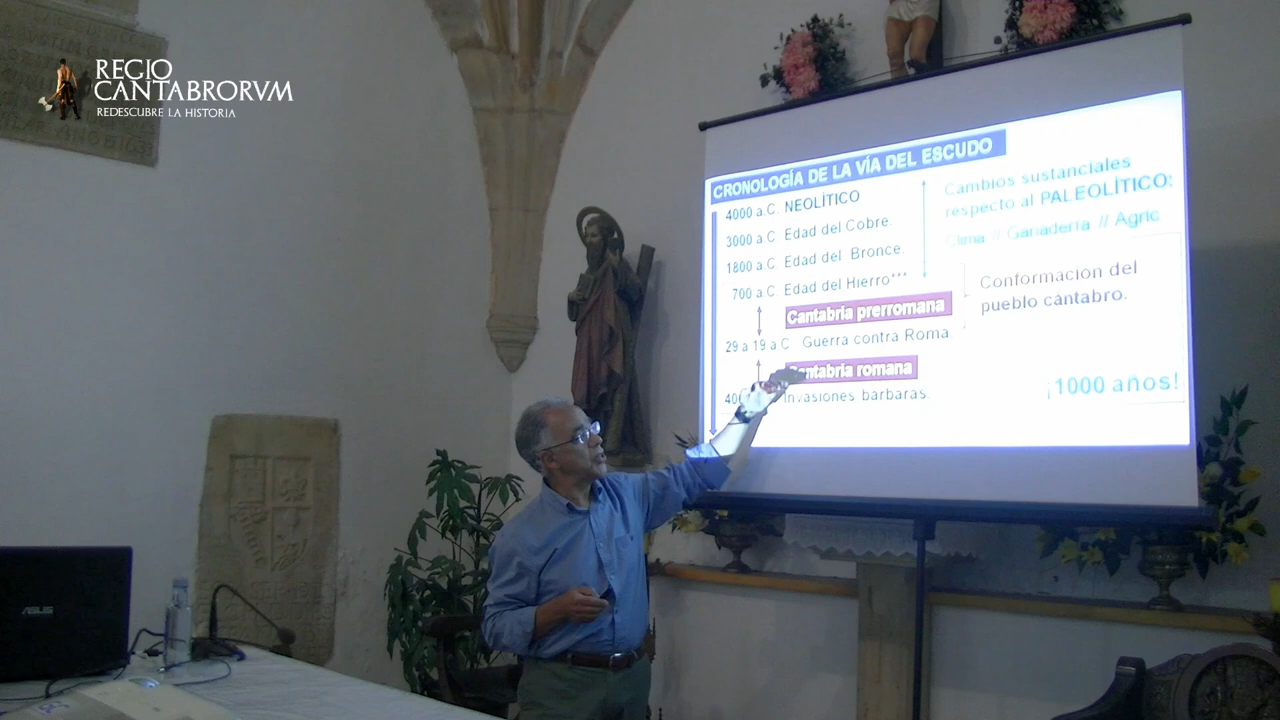 REGIO
CANTABRORVM
REDESCUBRE LA HISTORIA
CRONOLOGÍA DE LA VÍA DEL ESCUDO
4000 a.C. NEOLÍTICO
3000 a.C Edad del Cobre.
1800 a.C Edad del Bronce.
700 a.C Edad del Hierro***
Cantabria prerromana
29 a 19 a.C Guerra contra Roma.
Cantabria romana
Invasiones bárbaras.
Cambios sustanciales
respecto al PALEOLÍTICO:
Clima // Ganadería // Agric
Conformación del
pueblo cántabro.
¡1000 años!
ASUS